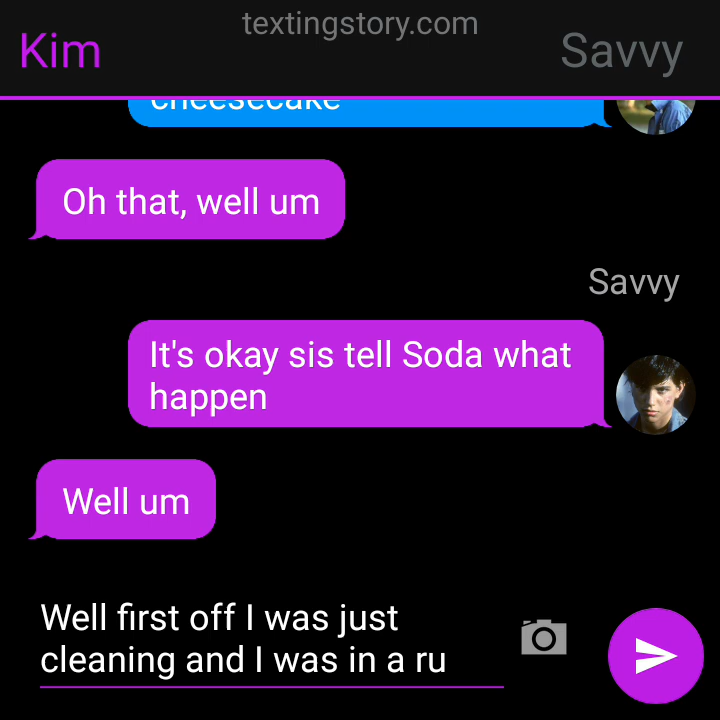 textingstory.com
Kim
Savvy
cheesecake
Oh that, well um
Savvy
It's okay sis tell Soda what
happen
Well um
Well first off I was just
cleaning and I was in a ru